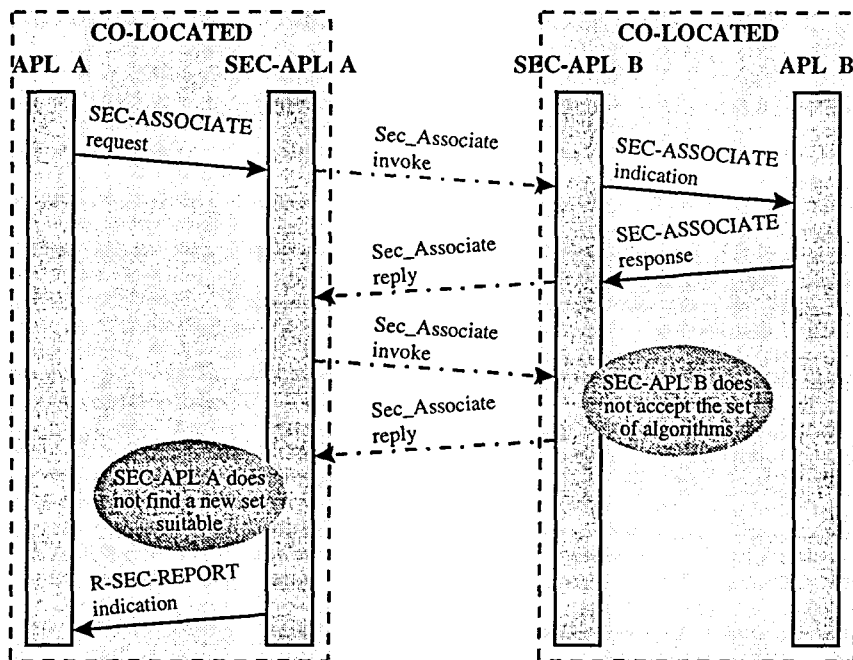 CO-LOCATED
APL A
SEC-APL A
CO-LOCATED
SEC-APL B
APL B
SEC-ASSOCIATE
request
Sec_Associate
invoke
SEC-ASSOCIATE
indication
SEC-ASSOCIATE
response
Sec_Associate
reply
Sec_Associate
invoke
SEC-APL B does
not accept the set
of algorithms
Sec_Associate
reply
SEC-APL A does
not find a new set
suitable
R-SEC-REPORT
indication